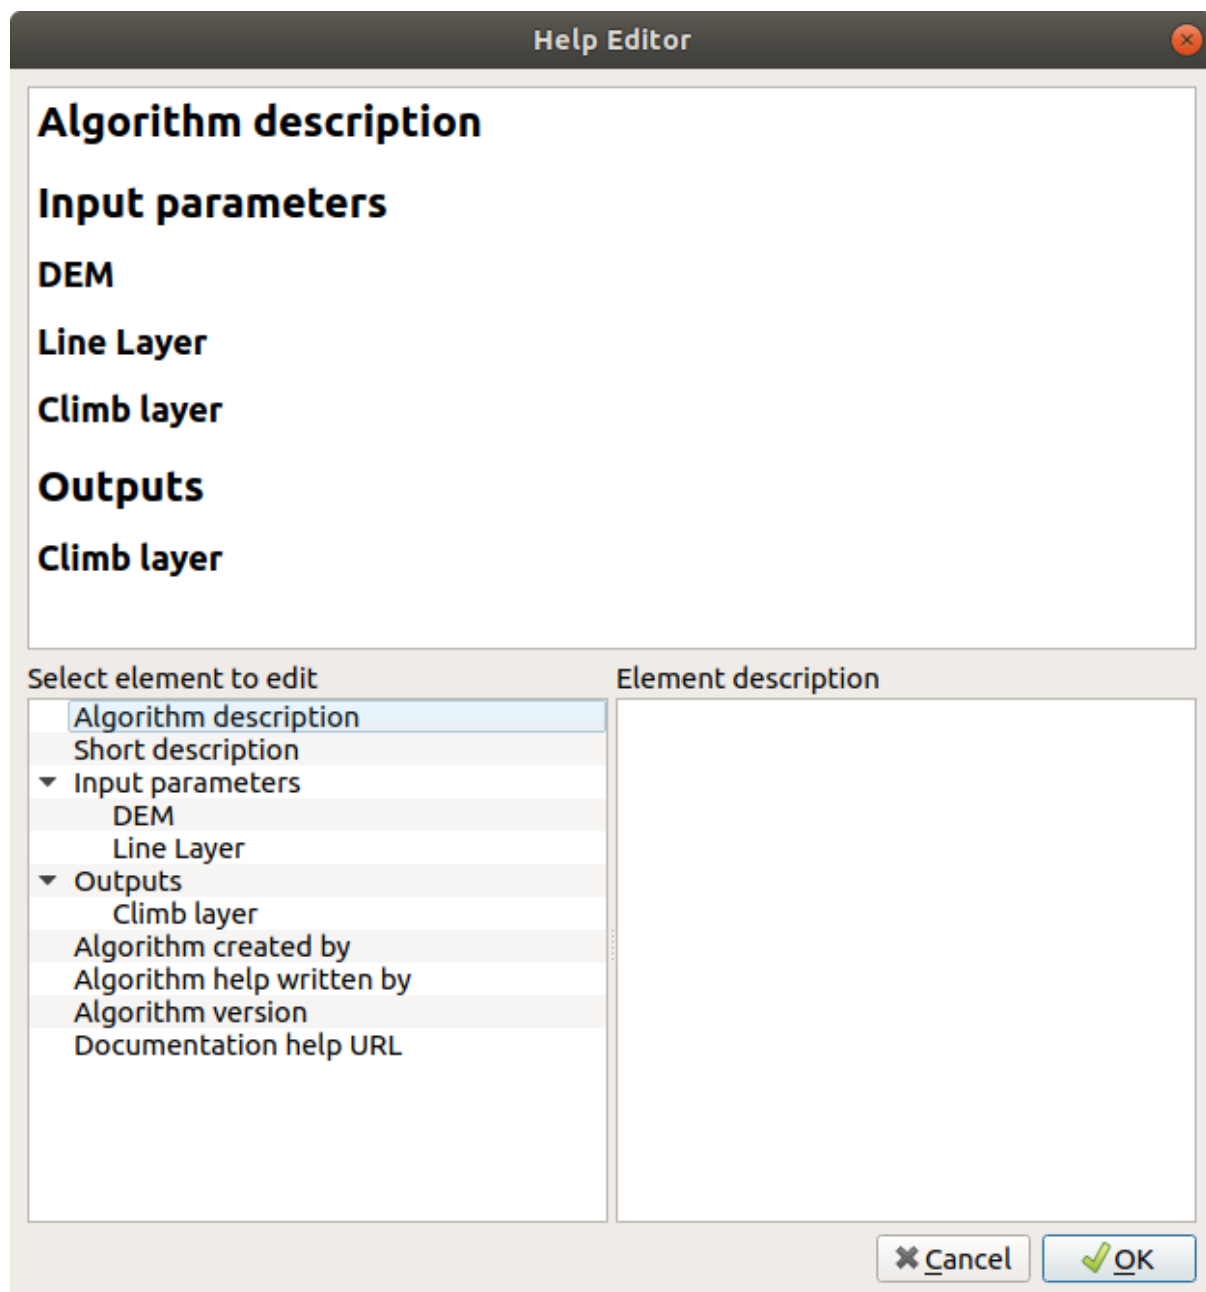 Help Editor
Algorithm description
Input parameters
DEM
Line Layer
Climb layer
Outputs
Climb layer
Select element to edit
Element description
Algorithm description
Short description
Input parameters
DEM
Line Layer
Outputs
Climb layer
Algorithm created by
Algorithm help written by
Algorithm version
Documentation help URL
Cancel
OK